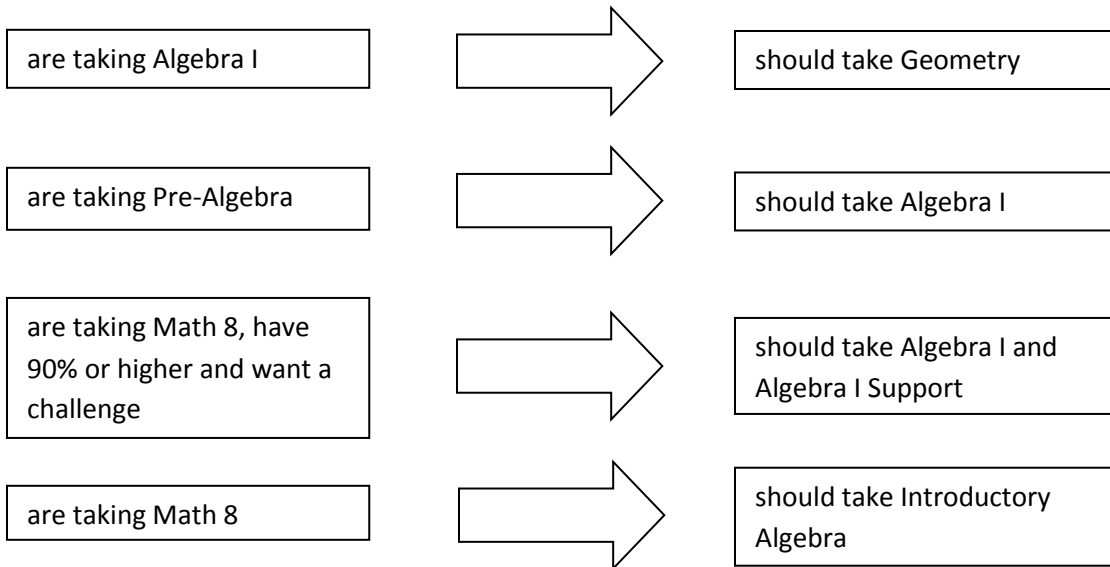 are taking Algebra I
should take Geometry
are taking Pre-Algebra
should take Algebra I
are taking Math 8, have
90% or higher and want a
challenge
should take Algebra I and
Algebra I Support
are taking Math 8
should take Introductory
Algebra